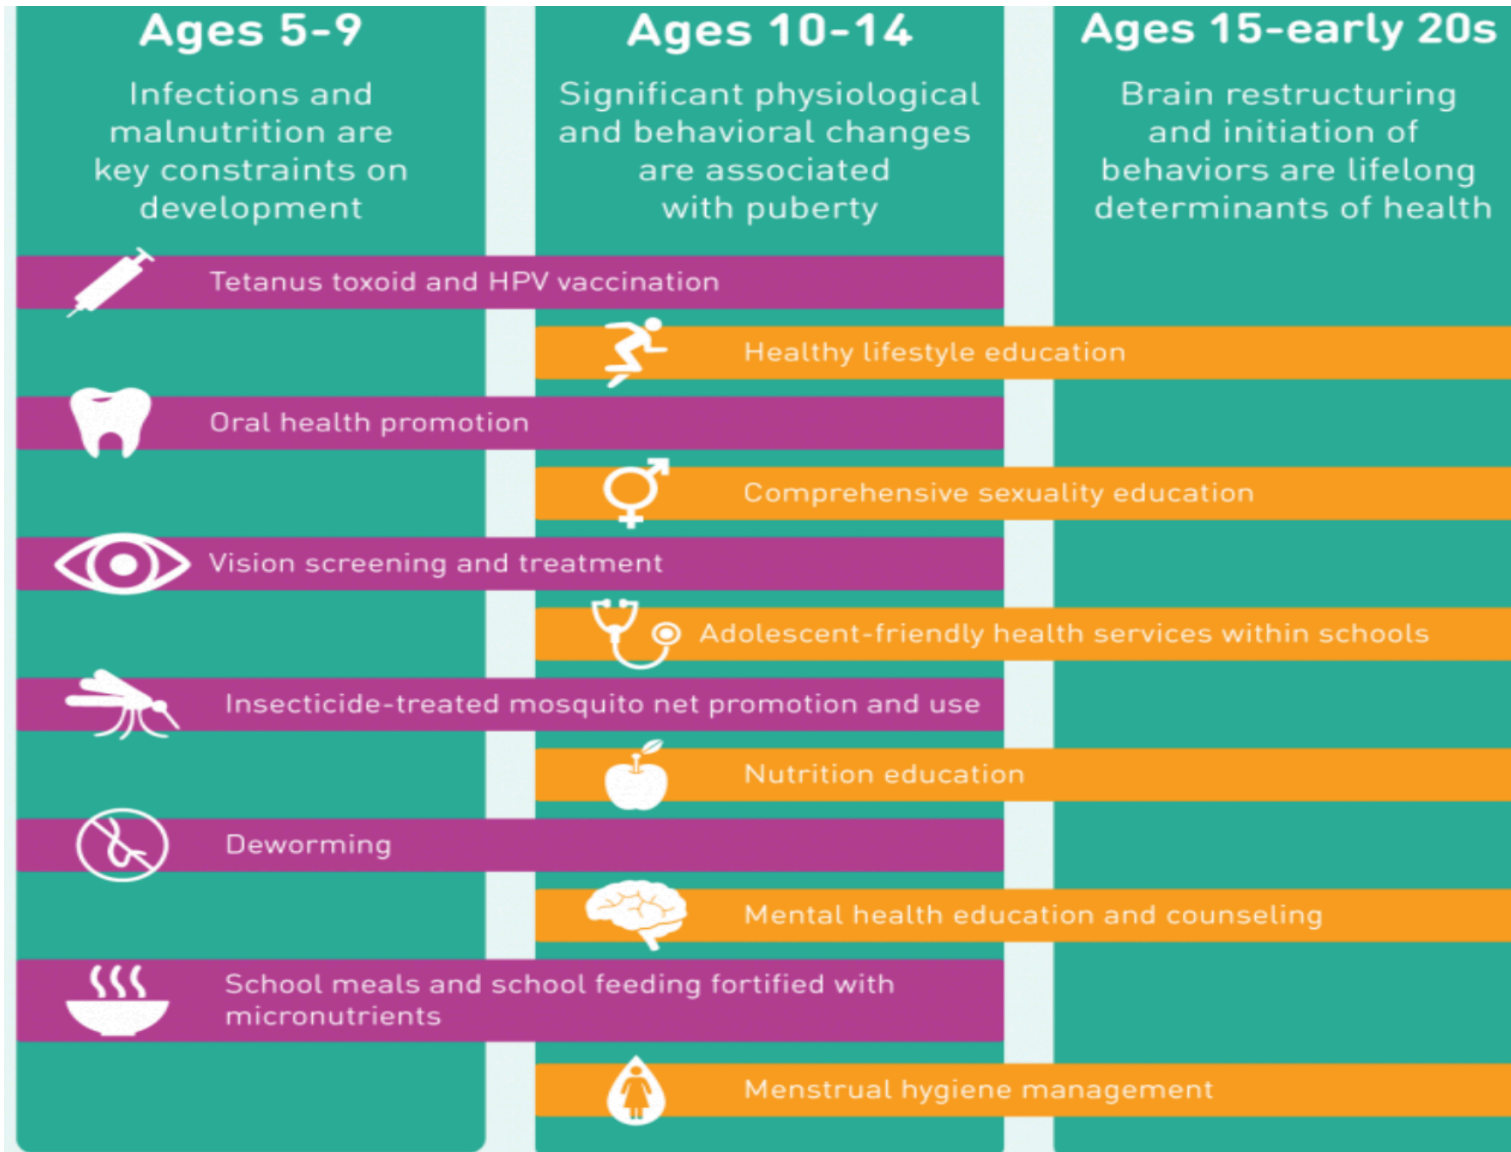 Ages 5-9
Infections and
malnutrition are
key constraints on
development
Ages 10-14
Significant physiological
and behavioral changes
are associated
with puberty
Ages 15-early 20s
Brain restructuring
and initiation of
behaviors are lifelong
determinants of health
Tetanus toxoid and HPV vaccination
Healthy lifestyle education
Oral health promotion
Comprehensive sexuality education
Vision screening and treatment
Adolescent-friendly health services within schools
Insecticide-treated mosquito net promotion and use
Nutrition education
Deworming
Mental health education and counseling
School meals and school feeding fortified with
micronutrients
Menstrual hygiene management